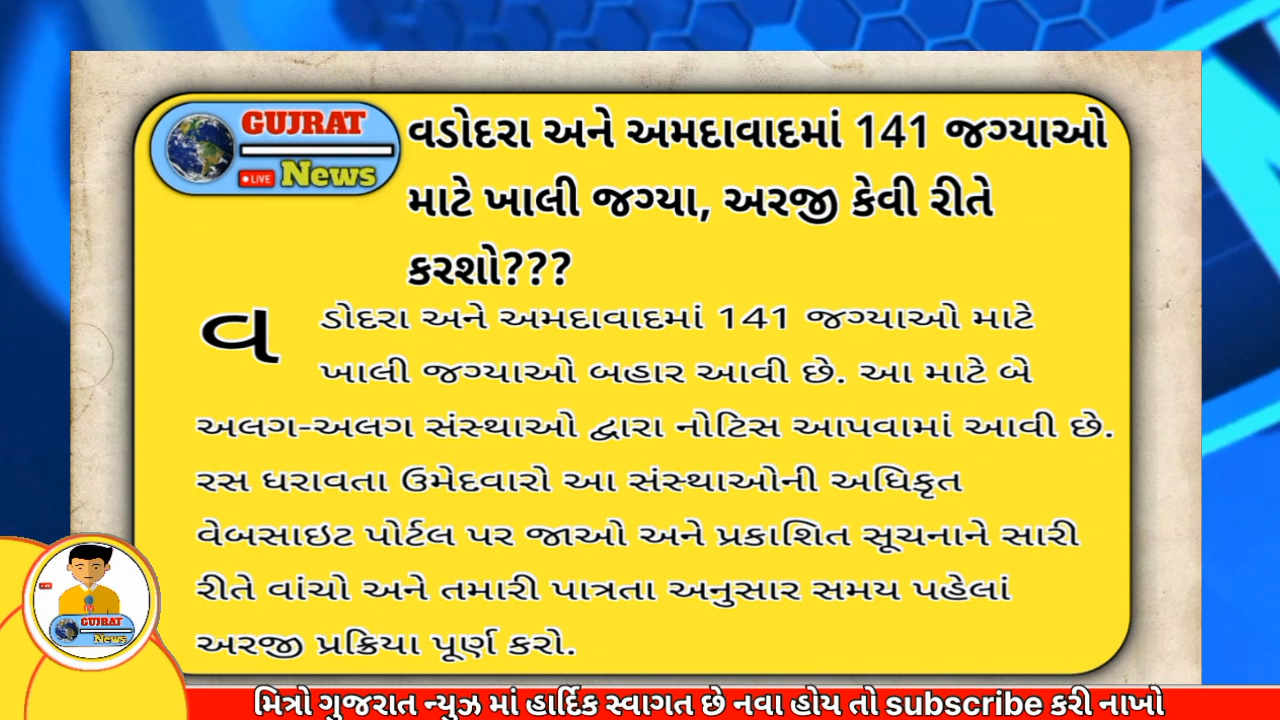 GUJRAT
LIVE News
વડોદરા અને અમદાવાદમાં 141 જગ્યાઓ
માટે ખાલી જગ્યા, અરજી કેવી રીતે
કરશો???
વડોદરા અને અમદાવાદમાં 141 જગ્યાઓ માટે
ખાલી જગ્યાઓ બહાર આવી છે. આ માટે બે
અલગ-અલગ સંસ્થાઓ દ્વારા નોટિસ આપવામાં આવી છે.
રસ ધરાવતા ઉમેદવારો આ સંસ્થાઓની અધિકૃત
વેબસાઇટ પોર્ટલ પર જાઓ અને પ્રકાશિત સૂચનાને સારી
રીતે વાંચો અને તમારી પાત્રતા અનુસાર સમય પહેલાં
અરજી પ્રક્રિયા પૂર્ણ કરો.
GUJRAT
News
મિત્રો ગુજરાત ન્યુઝ માં હાર્દિક સ્વાગત છે નવા હોય તો subscribe કરી નાખો